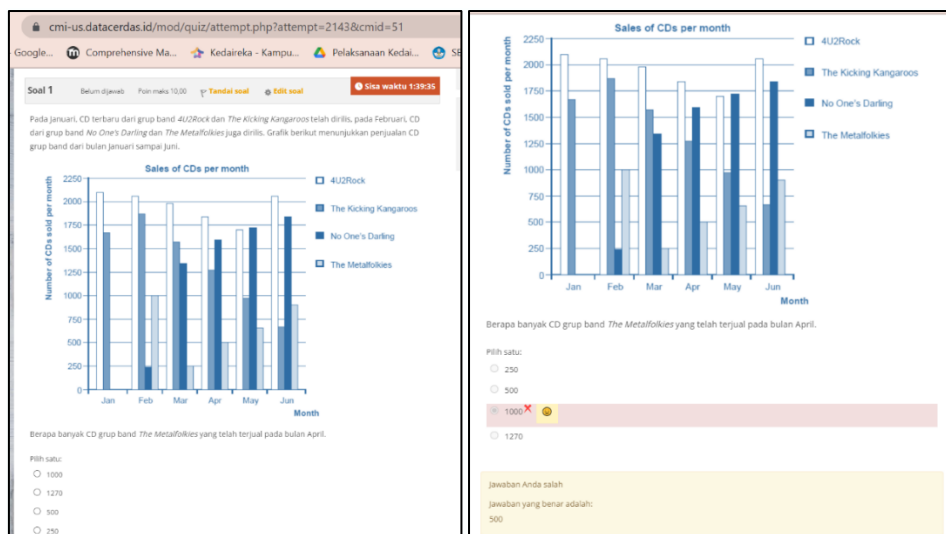 cmi-us.datacerdas.id/mod/quiz/attempt.php?attempt=2143&cmid=51
Google... Comprehensive Ma... Kedaireka - Kampu... Pelaksanaan Kedai... SE
Soal 1 Belum dijawab Poin maks 10,00 Tandai soal Edit soal Sisa waktu 1:39:35
Pada Januari, CD terbaru dari grup band 4U2Rock dan The Kicking Kangaroos telah dirilis, pada Februari, CD
dari grup band No One's Darling dan The Metalfolkies juga dirilis. Grafik berikut menunjukkan penjualan CD
grup band dari bulan Januari sampai Juni.
Sales of CDs per month
Number of CDs sold per month
2250
2000
1750
1500
1250
1000
750
500
250
0
Jan Feb Mar Apr May Jun
Month
4U2Rock
The Kicking Kangaroos
No One's Darling
The Metalfolkies
Berapa banyak CD grup band The Metalfolkies yang telah terjual pada bulan April.
Pilih satu:
1000
1270
500
250
Sales of CDs per month
Number of CDs sold per month
2250
2000
1750
1500
1250
1000
750
500
250
0
Jan Feb Mar Apr May Jun
Month
4U2Rock
The Kicking Kangaroos
No One's Darling
The Metalfolkies
Berapa banyak CD grup band The Metalfolkies yang telah terjual pada bulan April.
Pilih satu:
250
500
1000
1270
Jawaban Anda salah
Jawaban yang benar adalah:
500